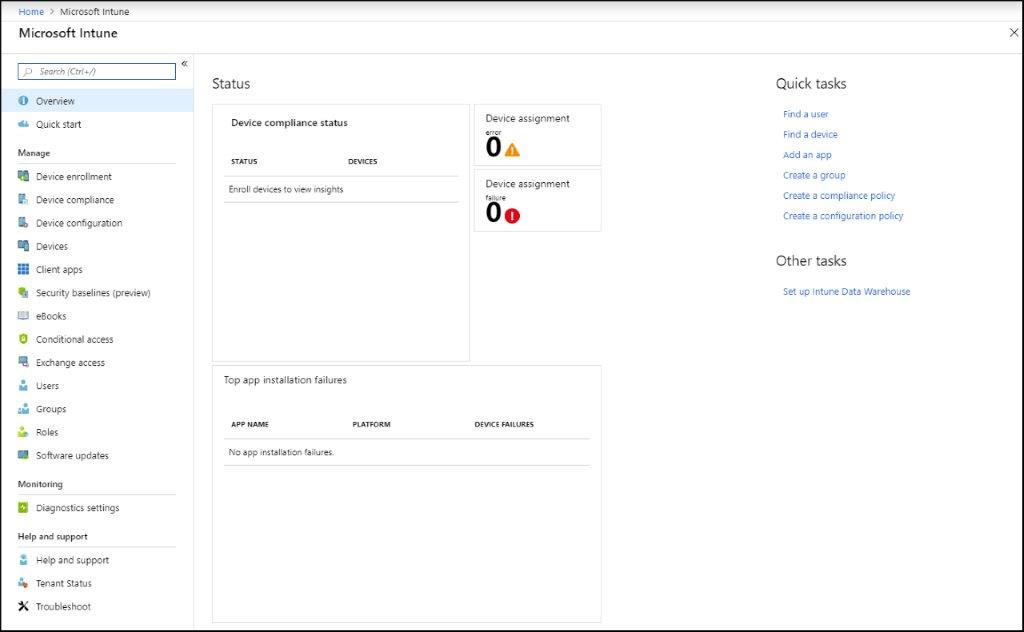 Home > Microsoft Intune
Microsoft Intune
Search (Ctrl+/)
«
Overview
Quick start
Manage
Device enrollment
Device compliance
Device configuration
Devices
Client apps
Security baselines (preview)
eBooks
Conditional access
Exchange access
Users
Groups
Roles
Software updates
Monitoring
Diagnostics settings
Help and support
Help and support
Tenant Status
Troubleshoot
Status
Device compliance status
STATUS DEVICES
Enroll devices to view insights
Device assignment
error
0
Device assignment
failure
0
Top app installation failures
APP NAME PLATFORM DEVICE FAILURES
No app installation failures.
Quick tasks
Find a user
Find a device
Add an app
Create a group
Create a compliance policy
Create a configuration policy
Other tasks
Set up Intune Data Warehouse